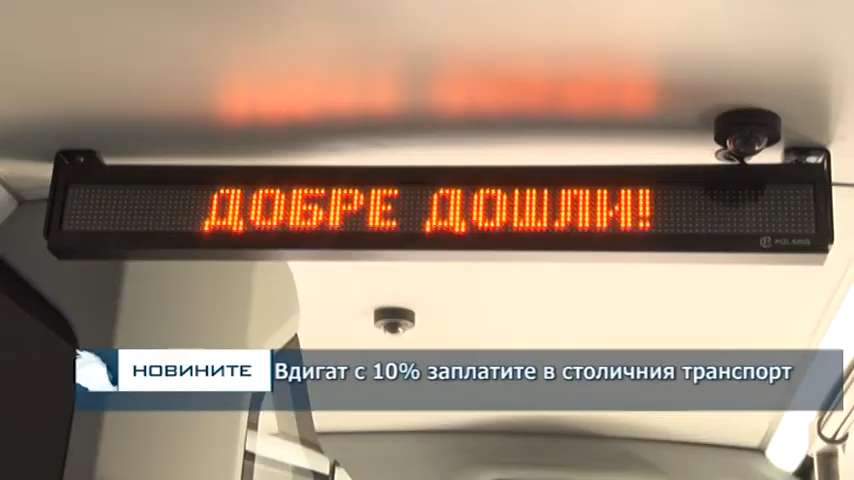 ДОБРЕ ДОШЛИ!
НОВИНИТЕ
Вдигат с 10% заплатите в столичния транспорт